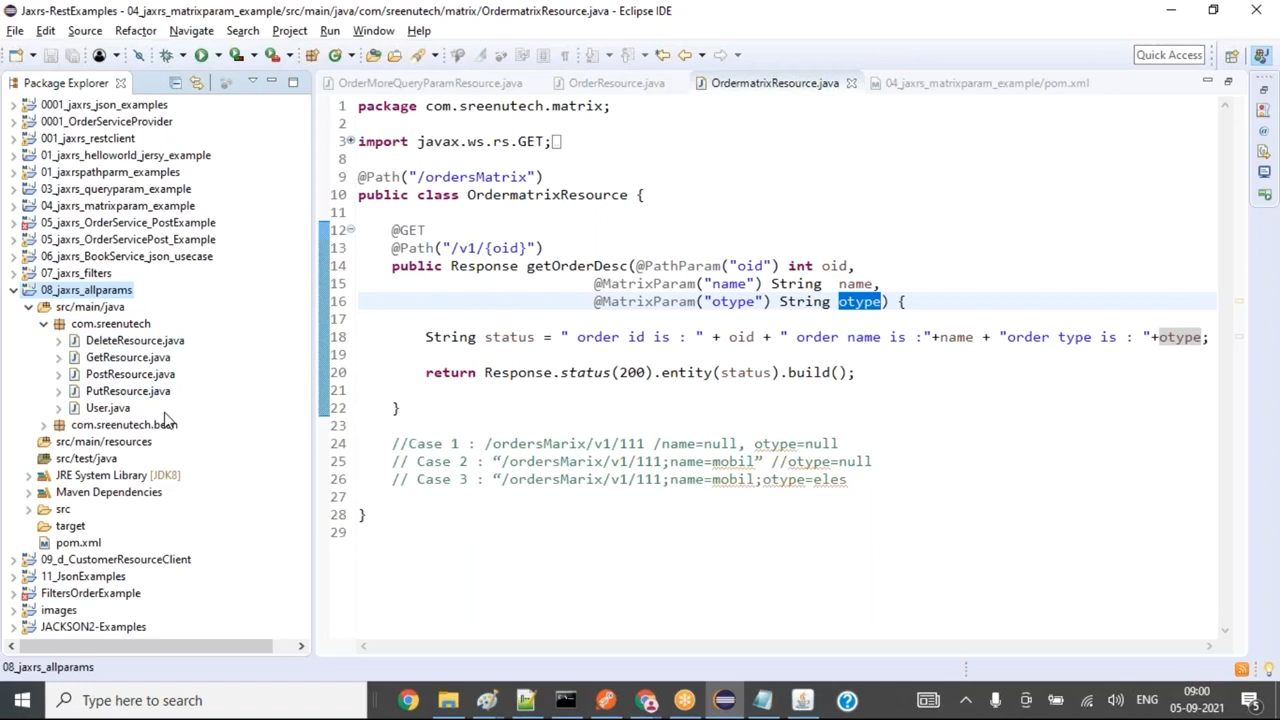 Jaxrs-RestExamples - 04_jaxrs_matrixparam_example/src/main/java/com/sreenutech/matrix/OrdermatrixResource.java - Eclipse IDE
File Edit Source Refactor Navigate Search Project Run Window Help
Quick Access
Package Explorer
0001_jaxrs_json_examples
0001_OrderServiceProvider
001_jaxrs_restclient
01_jaxrs_helloworld_jersy_example
01_jaxrspathparm_examples
03_jaxrs_queryparam_example
04_jaxrs_matrixparam_example
05_jaxrs_OrderService_PostExample
05_jaxrs_OrderServicePost_Example
06_jaxrs_BookService_json_usecase
07_jaxrs_filters
08_jaxrs_allparams
src/main/java
com.sreenutech
DeleteResource.java
GetResource.java
PostResource.java
PutResource.java
User.java
com.sreenutech.bean
src/main/resources
src/test/java
JRE System Library [JDK8]
Maven Dependencies
src
target
pom.xml
09_d_CustomerResourceClient
11_JsonExamples
FiltersOrderExample
images
JACKSON2-Examples
08_jaxrs_allparams
OrderMoreQueryParamResource.java OrderResource.java OrdermatrixResource.java 04_jaxrs_matrixparam_example/pom.xml
1 package com.sreenutech.matrix;
2
3 import javax.ws.rs.GET;
8
9 @Path("/ordersMatrix")
10 public class OrdermatrixResource {
11
12 @GET
13 @Path("/v1/{oid}")
14 public Response getOrderDesc(@PathParam("oid") int oid,
15 @MatrixParam("name") String name,
16 @MatrixParam("otype") String otype) {
17
18 String status = " order id is : " + oid + " order name is :"+name + "order type is : "+otype;
19
20 return Response.status(200).entity(status).build();
21
22 }
23
24 //Case 1 : /ordersMarix/v1/111 /name=null, otype=null
25 // Case 2 : “/ordersMarix/v1/111;name=mobil” //otype=null
26 // Case 3 : “/ordersMarix/v1/111;name=mobil;otype=eles
27
28 }
29
Type here to search
ENG
09:00
05-09-2021
5